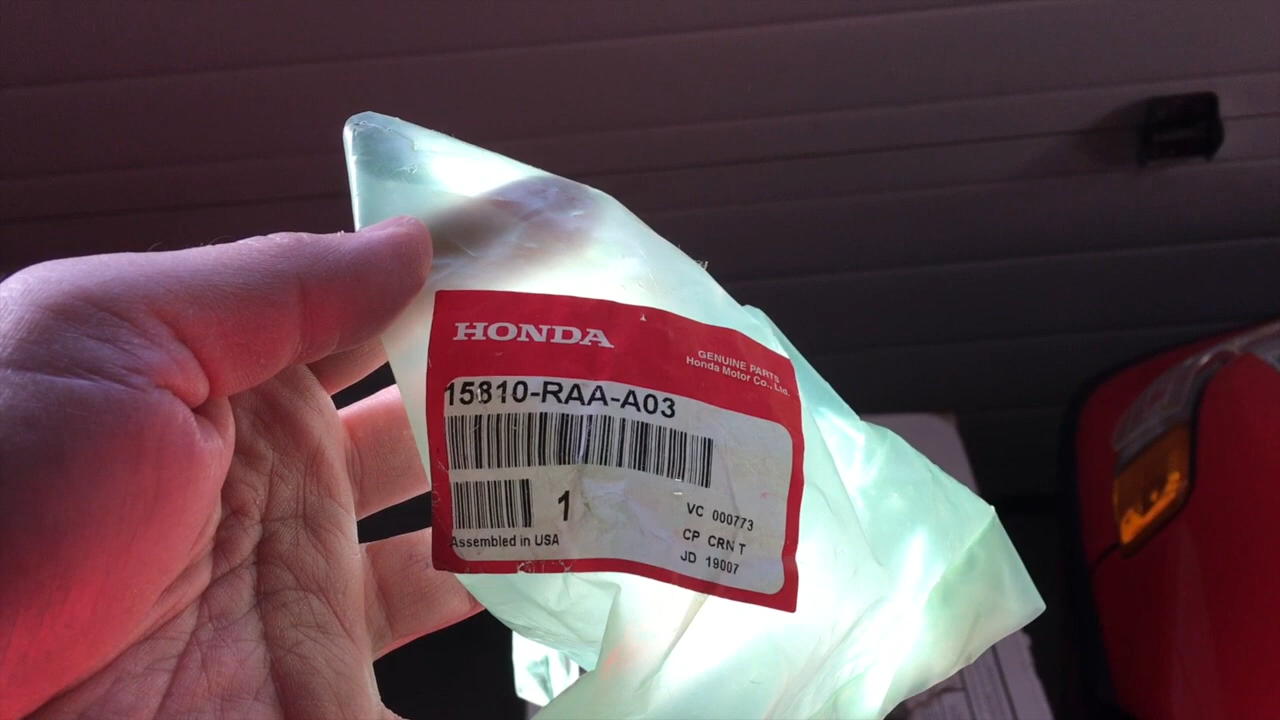 HONDA
GENUINE PARTS
Honda Motor Co., Ltd.
15810-RAA-A03
1
VC 000773
CP CRN T
Assembled in USA
JD 19007